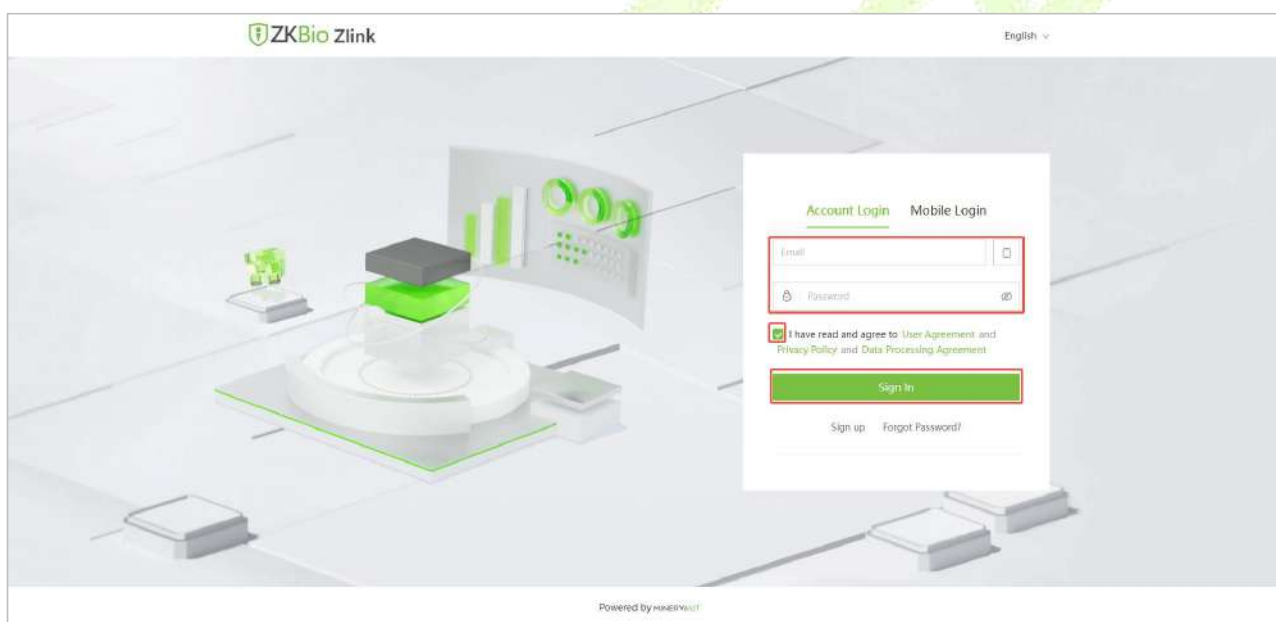 ZKBio Zlink
English
Account Login Mobile Login
Email
Password
I have read and agree to User Agreement and
Privacy Policy and Data Processing Agreement
Sign In
Sign up Forgot Password?
Powered by MINERVAIOT